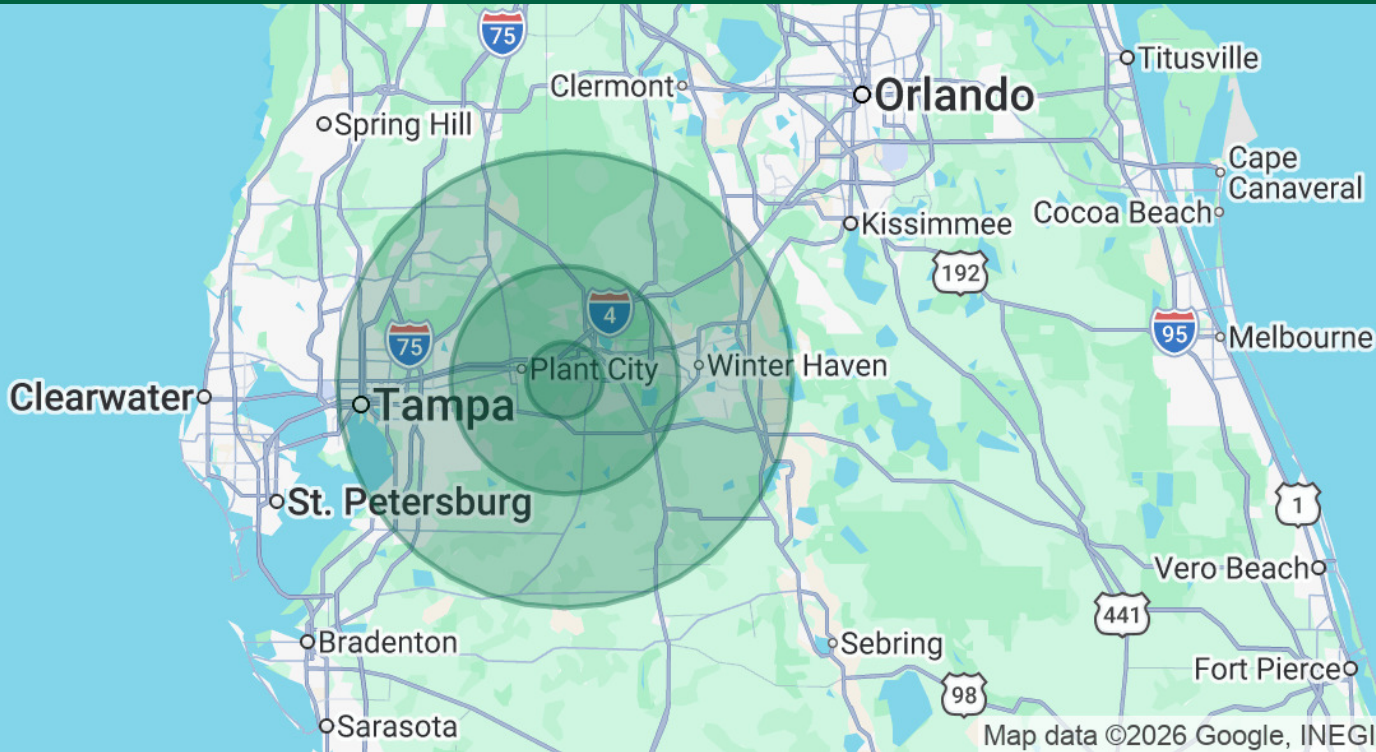 75
Titusville
Clermont
Orlando
Spring Hill
Cape
Canaveral
Cocoa Beach
Kissimmee
192
4
75
95
Melbourne
Plant City
Winter Haven
Clearwater
Tampa
St. Petersburg
1
Vero Beach
441
Bradenton
Sebring
Fort Pierce
98
Sarasota
Map data ©2026 Google, INEGI